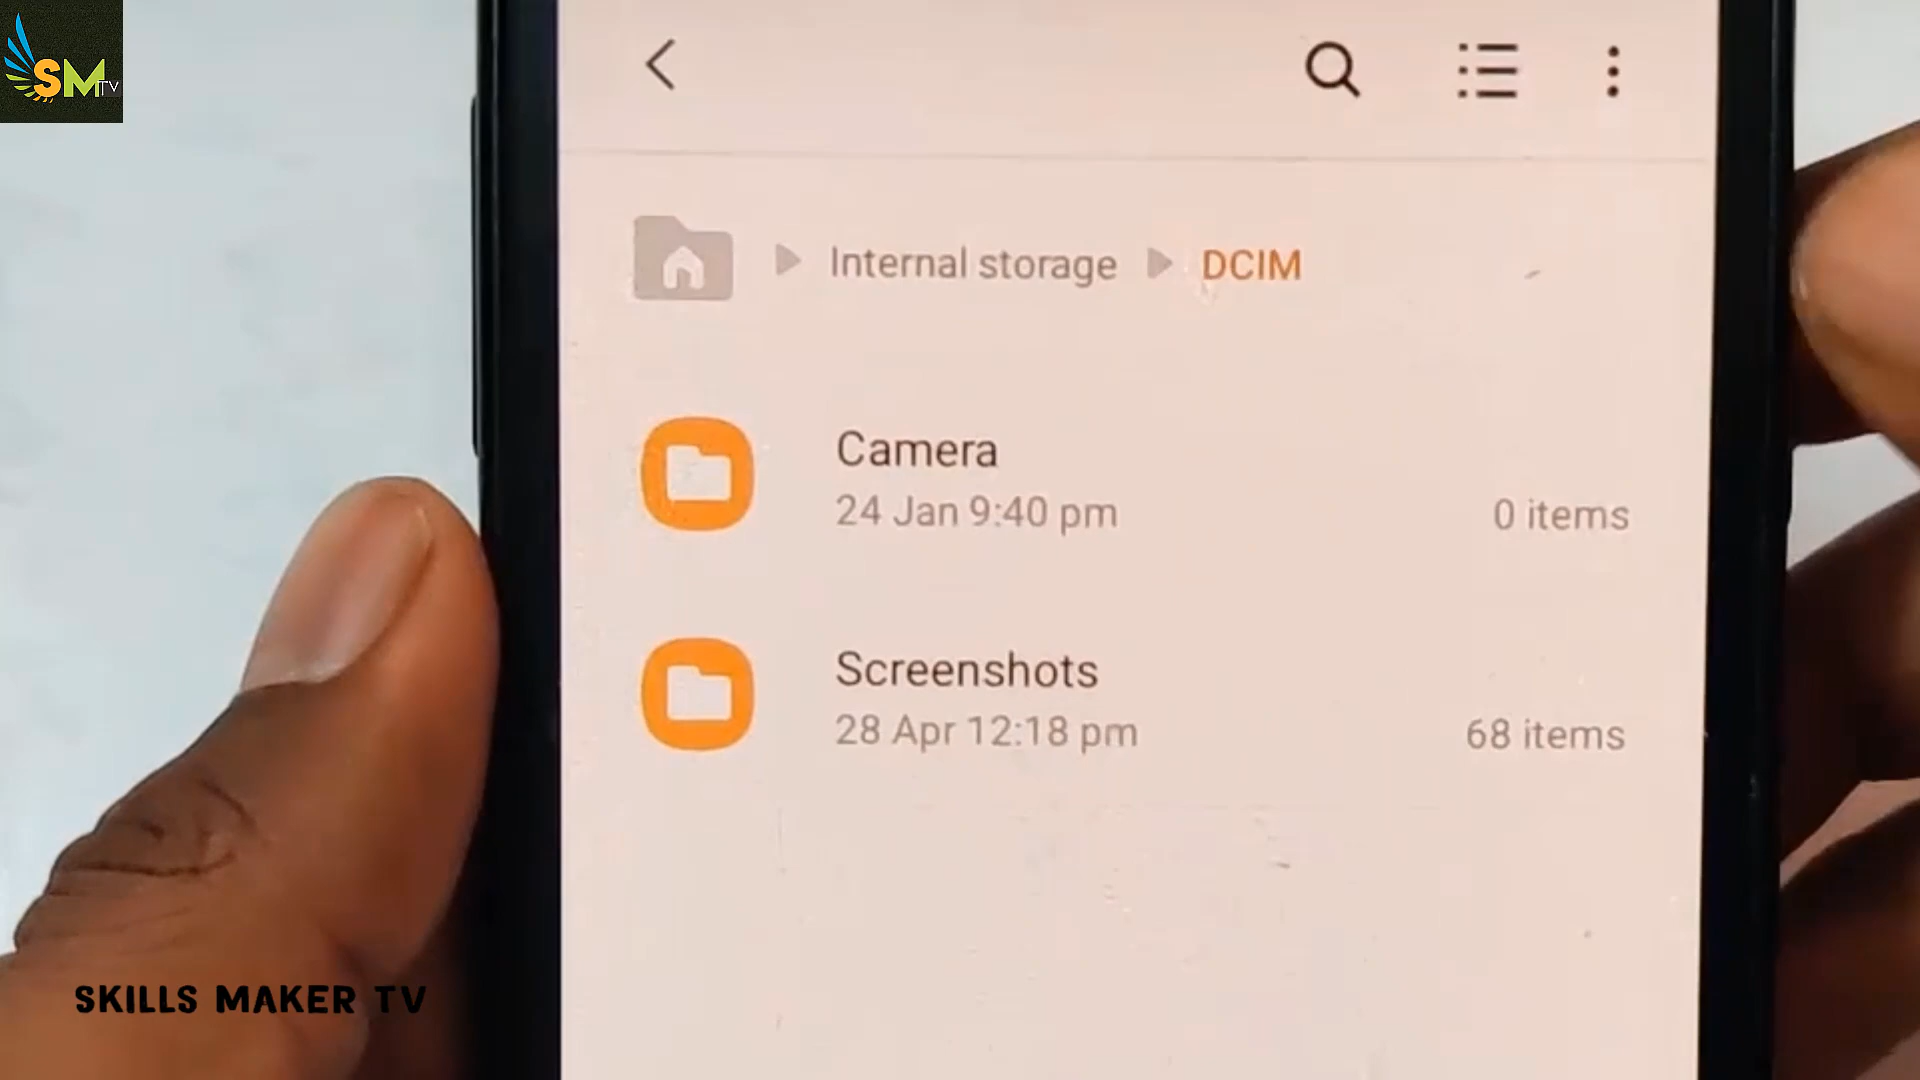 SM TV
Internal storage DCIM
Camera
24 Jan 9:40 pm
0 items
Screenshots
28 Apr 12:18 pm
68 items
SKILLS MAKER TV